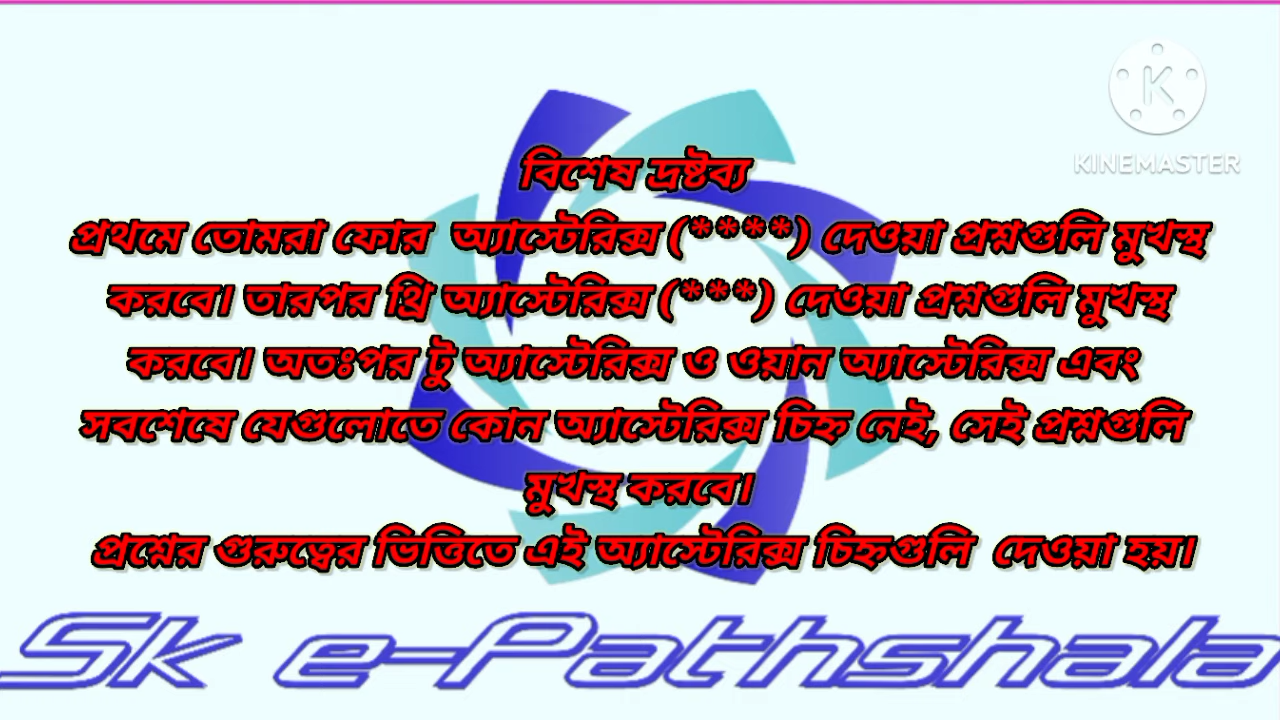 KINEMASTER
বিশেষ দ্রষ্টব্য
প্রথমে তোমরা ফোর অ্যাস্টেরিক্স (****) দেওয়া প্রশ্নগুলি মুখস্থ
করবে। তারপর থ্রি অ্যাস্টেরিক্স (***) দেওয়া প্রশ্নগুলি মুখস্থ
করবে। অতঃপর টু অ্যাস্টেরিক্স ও ওয়ান অ্যাস্টেরিক্স এবং
সবশেষে যেগুলোতে কোন অ্যাস্টেরিক্স চিহ্ন নেই, সেই প্রশ্নগুলি
মুখস্থ করবে।
প্রশ্নের গুরুত্বের ভিত্তিতে এই অ্যাস্টেরিক্স চিহ্নগুলি দেওয়া হয়।
Sk e-Pathshala